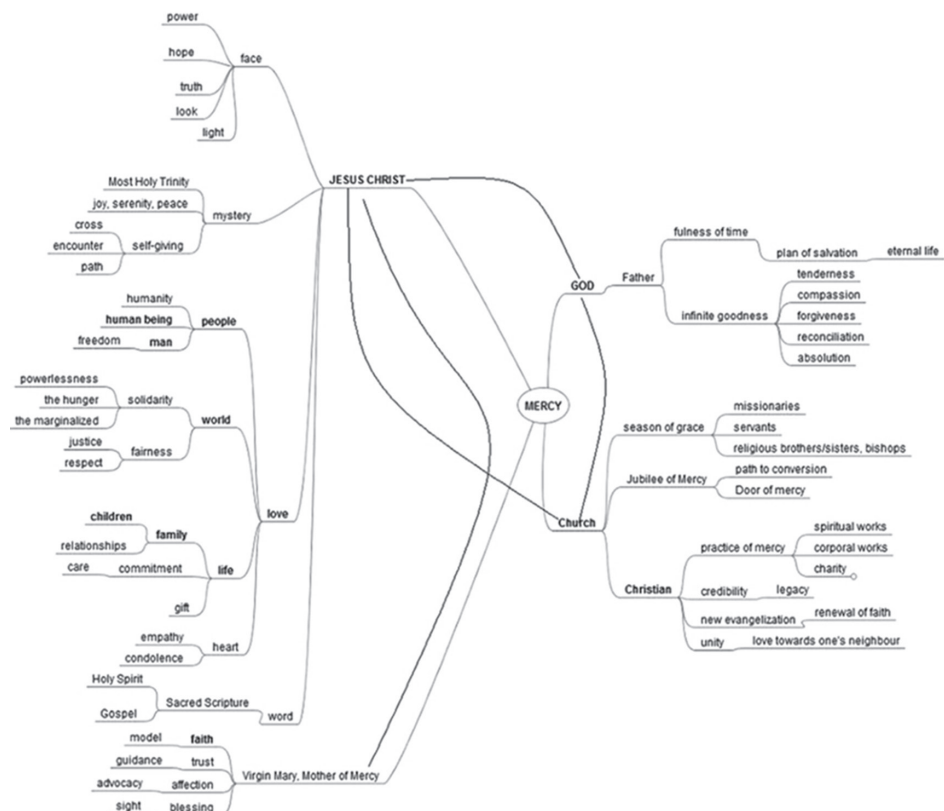 power
hope
face
truth
look
light
JESUS CHRIST
Most Holy Trinity
joy, serenity, peace
mystery
cross
encounter
self-giving
path
humanity
human being
people
freedom
man
powerlessness
the hunger
solidarity
the marginalized
world
justice
fairness
respect
love
children
family
relationships
care
commitment
life
gift
empathy
heart
condolence
Holy Spirit
Sacred Scripture
Gospel
word
model
faith
guidance
trust
Virgin Mary, Mother of Mercy
advocacy
affection
sight
blessing
MERCY
GOD
Father
fulness of time
plan of salvation
eternal life
infinite goodness
tenderness
compassion
forgiveness
reconciliation
absolution
Church
season of grace
missionaries
servants
religious brothers/sisters, bishops
Jubilee of Mercy
path to conversion
Door of mercy
Christian
practice of mercy
spiritual works
corporal works
charity
credibility
legacy
new evangelization
renewal of faith
unity
love towards one's neighbour